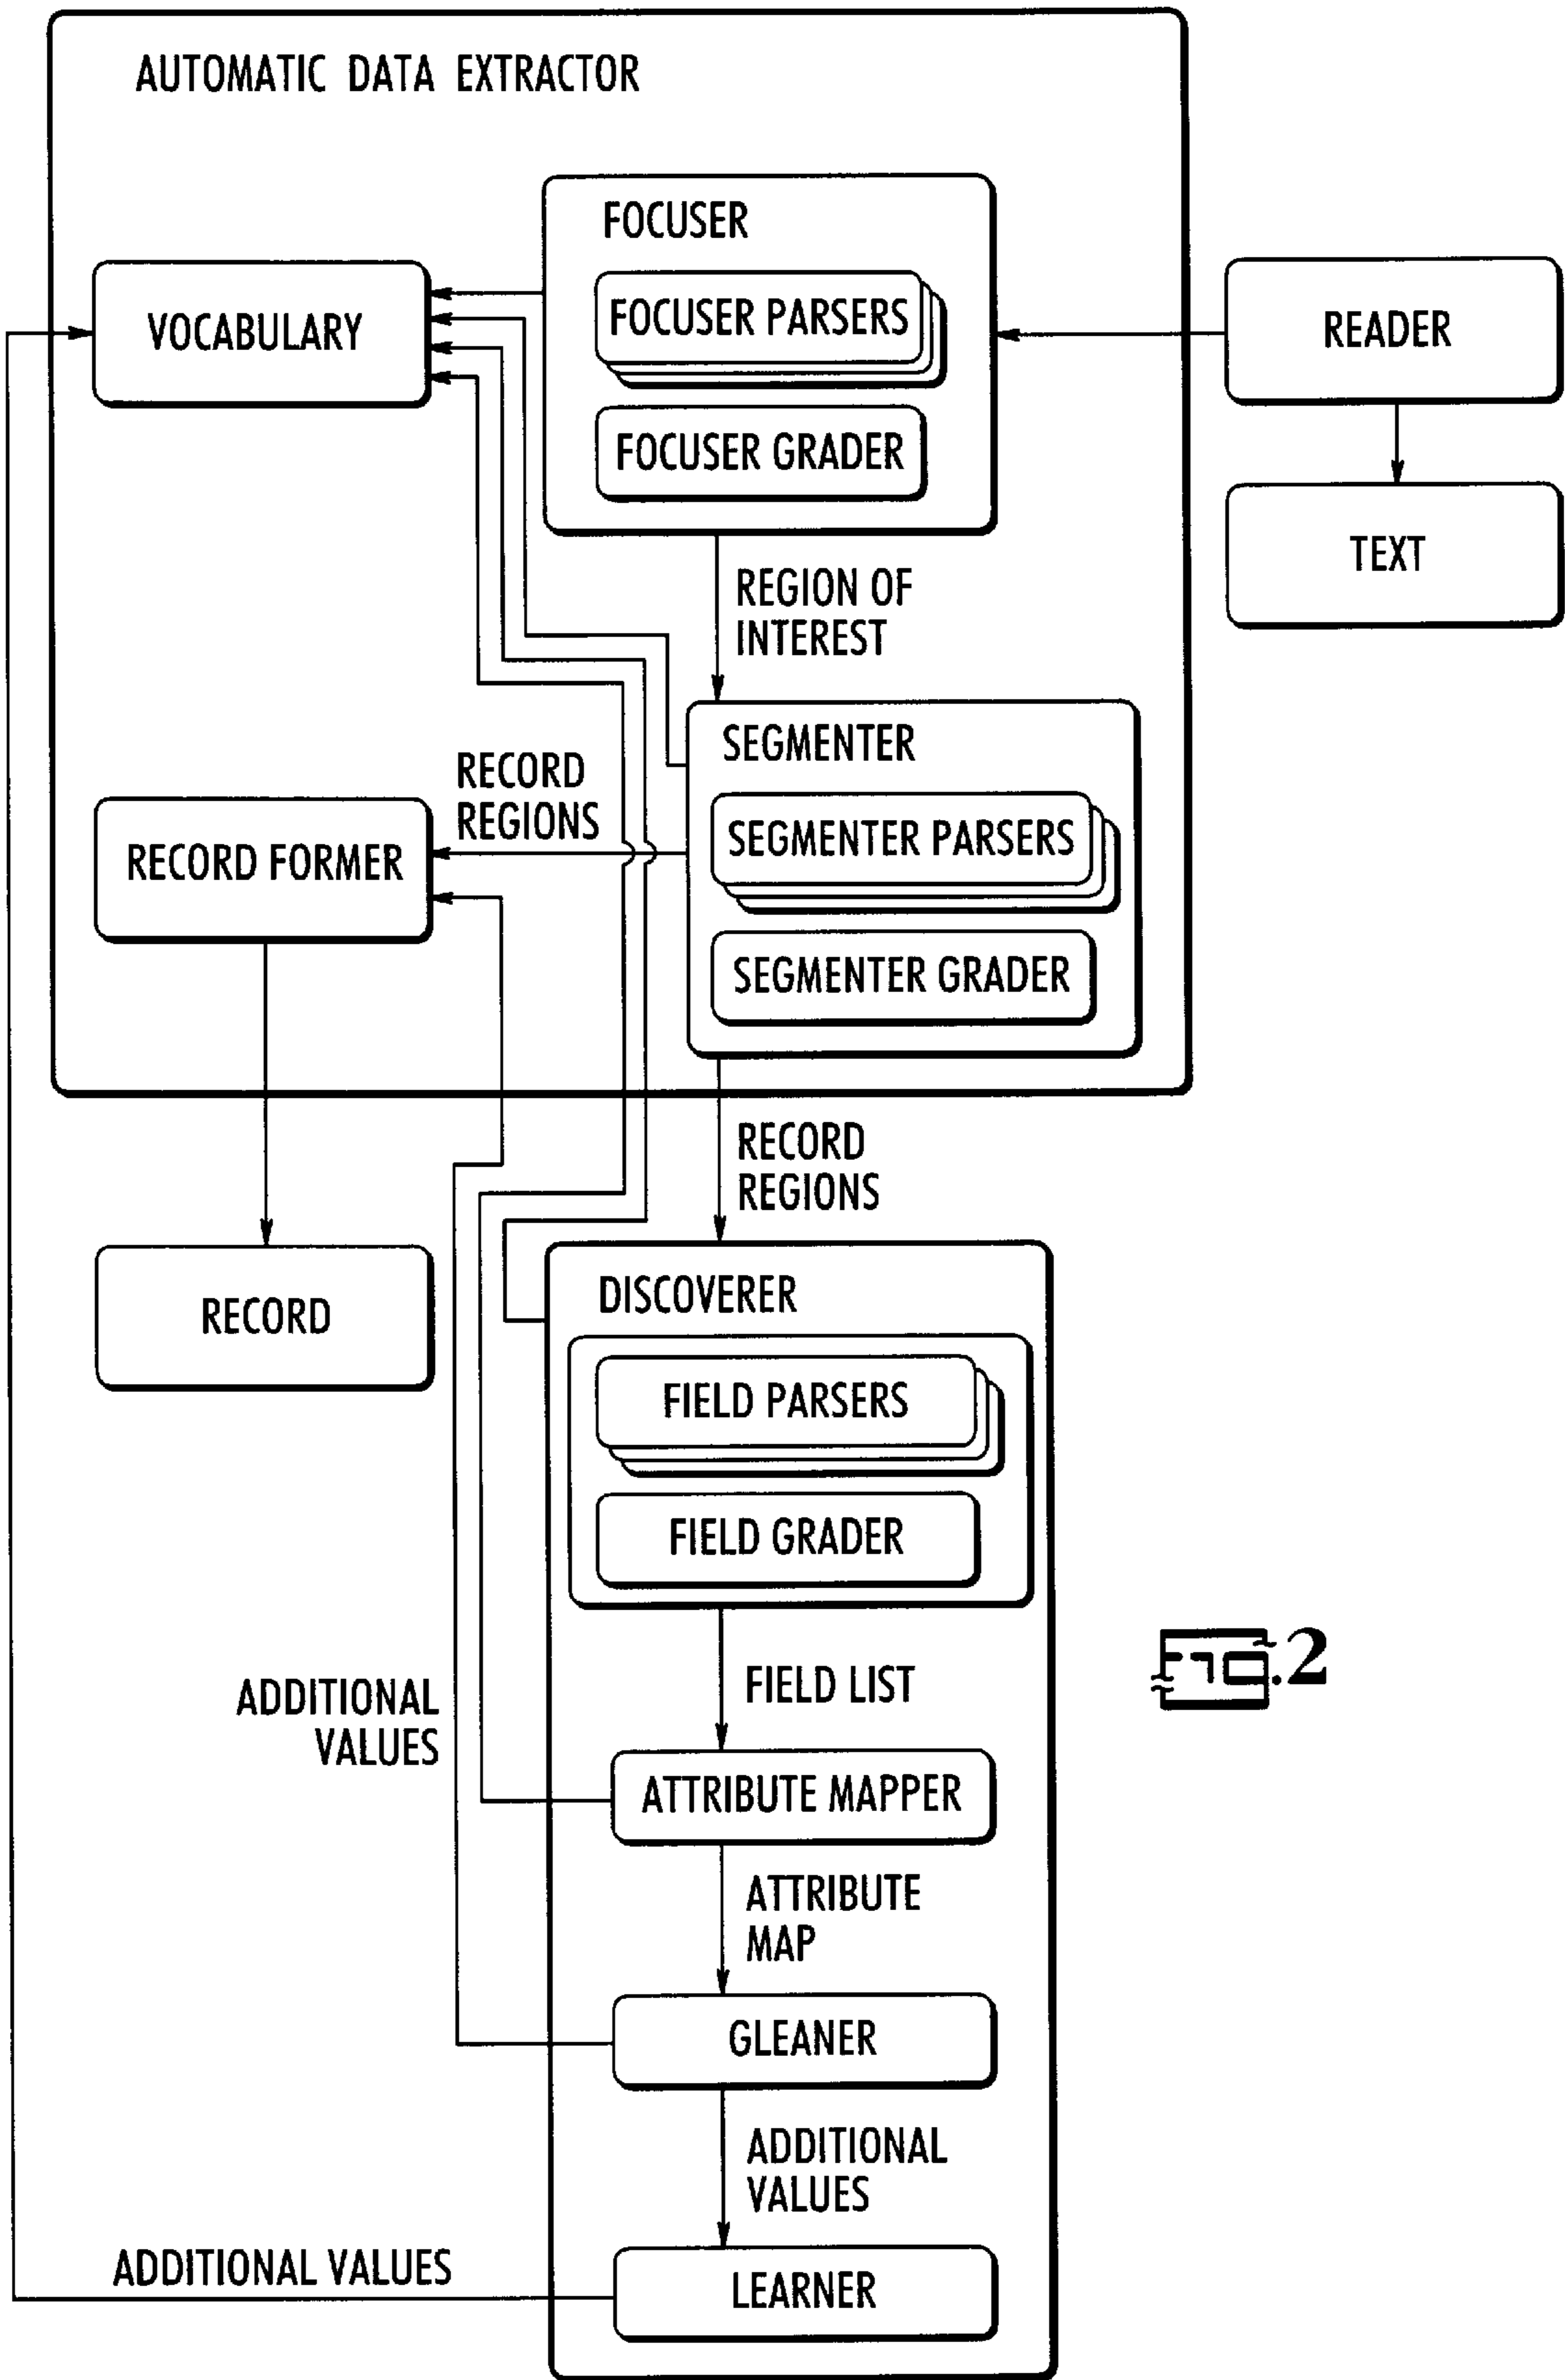 AUTOMATIC DATA EXTRACTOR
FOCUSER
FOCUSER PARSERS
FOCUSER GRADER
VOCABULARY
READER
TEXT
REGION OF
INTEREST
SEGMENTER
SEGMENTER PARSERS
SEGMENTER GRADER
RECORD
REGIONS
RECORD FORMER
RECORD
REGIONS
RECORD
DISCOVERER
FIELD PARSERS
FIELD GRADER
FIELD LIST
ADDITIONAL
VALUES
ATTRIBUTE MAPPER
ATTRIBUTE
MAP
GLEANER
ADDITIONAL
VALUES
ADDITIONAL VALUES
LEARNER
FIG.2